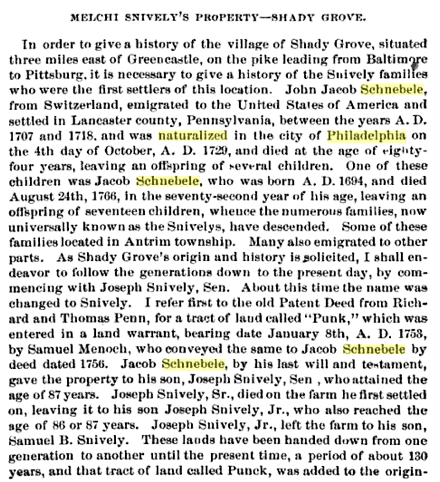 MELCHI SNIVELY'S PROPERTY—SHADY GROVE.
In order to give a history of the village of Shady Grove, situated
three miles east of Greencastle, on the pike leading from Baltimore
to Pittsburg, it is necessary to give a history of the Snively families
who were the first settlers of this location. John Jacob Schnebele,
from Switzerland, emigrated to the United States of America and
settled in Lancaster county, Pennsylvania, between the years A. D.
1707 and 1718, and was naturalized in the city of Philadelphia on
the 4th day of October, A. D. 1729, and died at the age of eighty-
four years, leaving an offspring of several children. One of these
children was Jacob Schnebele, who was born A. D. 1694, and died
August 24th, 1766, in the seventy-second year of his age, leaving an
offspring of seventeen children, whence the numerous families, now
universally known as the Snivelys, have descended. Some of these
families located in Antrim township. Many also emigrated to other
parts. As Shady Grove's origin and history is solicited, I shall en-
deavor to follow the generations down to the present day, by com-
mencing with Joseph Snively, Sen. About this time the name was
changed to Snively. I refer first to the old Patent Deed from Rich-
ard and Thomas Penn, for a tract of land called "Punk," which was
entered in a land warrant, bearing date January 8th, A. D. 1753,
by Samuel Menoch, who conveyed the same to Jacob Schnebele by
deed dated 1756. Jacob Schnebele, by his last will and testament,
gave the property to his son, Joseph Snively, Sen , who attained the
age of 87 years. Joseph Snively, Sr., died on the farm he first settled
on, leaving it to his son Joseph Snively, Jr., who also reached the
age of 86 or 87 years. Joseph Snively, Jr., left the farm to his son,
Samuel B. Snively. These lands have been handed down from one
generation to another until the present time, a period of about 130
years, and that tract of land called Punck, was added to the origin-